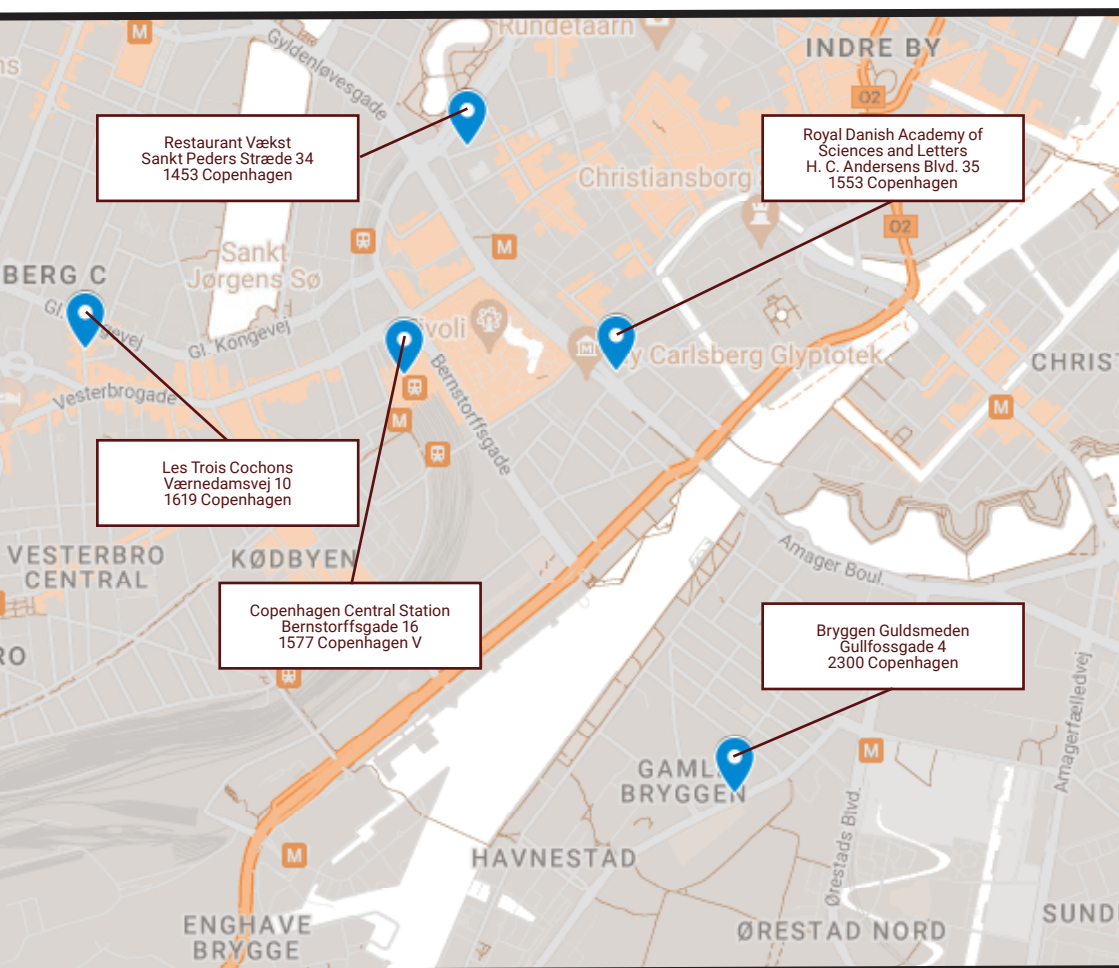 Rundetaarn
M
INDRE BY
Gyldenløvesgade
O2
Restaurant Vækst
Sankt Peders Stræde 34
1453 Copenhagen
Royal Danish Academy of
Sciences and Letters
H. C. Andersens Blvd. 35
1553 Copenhagen
Christiansborg
O2
M
Sankt
Jørgens Sø
BERG C
Gl. Kongevej
Tivoli
Ny Carlsberg Glyptotek
CHRIST
Bernstorffsgade
Vesterbrogade
M
M
Les Trois Cochons
Værnedamsvej 10
1619 Copenhagen
VESTERBRO
CENTRAL
KØDBYEN
Amager Boul.
Copenhagen Central Station
Bernstorffsgade 16
1577 Copenhagen V
Bryggen Guldsmeden
Gullfossgade 4
2300 Copenhagen
RO
Amagerfælledvej
M
GAMLE
BRYGGEN
Ørestads Blvd.
M
HAVNESTAD
ENGHAVE
BRYGGE
ØRESTAD NORD
SUND